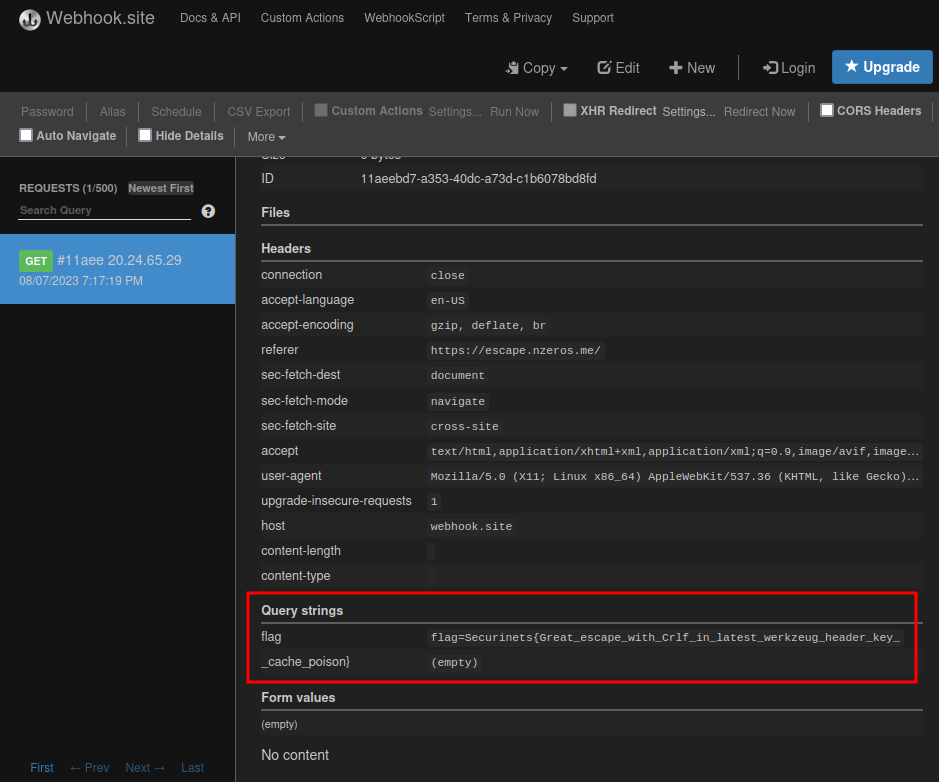 Webhook.site Docs & API Custom Actions WebhookScript Terms & Privacy Support
Copy Edit New Login Upgrade
Password Alias Schedule CSV Export Custom Actions Settings... Run Now XHR Redirect Settings... Redirect Now CORS Headers
Auto Navigate Hide Details More
REQUESTS (1/500) Newest First
Search Query ?
GET #11aee 20.24.65.29
08/07/2023 7:17:19 PM
First ← Prev Next → Last
Size 0 bytes
ID 11aeebd7-a353-40dc-a73d-c1b6078bd8fd
Files
Headers
connection close
accept-language en-US
accept-encoding gzip, deflate, br
referer https://escape.nzeros.me/
sec-fetch-dest document
sec-fetch-mode navigate
sec-fetch-site cross-site
accept text/html,application/xhtml+xml,application/xml;q=0.9,image/avif,image...
user-agent Mozilla/5.0 (X11; Linux x86_64) AppleWebKit/537.36 (KHTML, like Gecko)...
upgrade-insecure-requests 1
host webhook.site
content-length
content-type
Query strings
flag flag=Securinets{Great_escape_with_Crlf_in_latest_werkzeug_header_key_
_cache_poison} (empty)
Form values
(empty)
No content